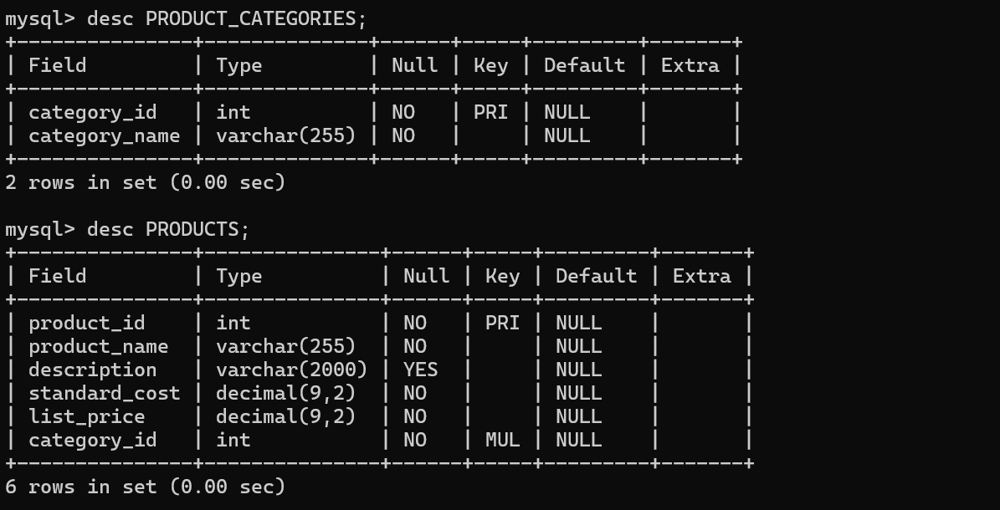 mysql> desc PRODUCT_CATEGORIES;
+---------------+--------------+------+-----+---------+-------+
| Field         | Type         | Null | Key | Default | Extra |
+---------------+--------------+------+-----+---------+-------+
| category_id   | int          | NO   | PRI | NULL    |       |
| category_name | varchar(255) | NO   |     | NULL    |       |
+---------------+--------------+------+-----+---------+-------+
2 rows in set (0.00 sec)

mysql> desc PRODUCTS;
+---------------+---------------+------+-----+---------+-------+
| Field         | Type          | Null | Key | Default | Extra |
+---------------+---------------+------+-----+---------+-------+
| product_id    | int           | NO   | PRI | NULL    |       |
| product_name  | varchar(255)  | NO   |     | NULL    |       |
| description   | varchar(2000) | YES  |     | NULL    |       |
| standard_cost | decimal(9,2)  | NO   |     | NULL    |       |
| list_price    | decimal(9,2)  | NO   |     | NULL    |       |
| category_id   | int           | NO   | MUL | NULL    |       |
+---------------+---------------+------+-----+---------+-------+
6 rows in set (0.00 sec)